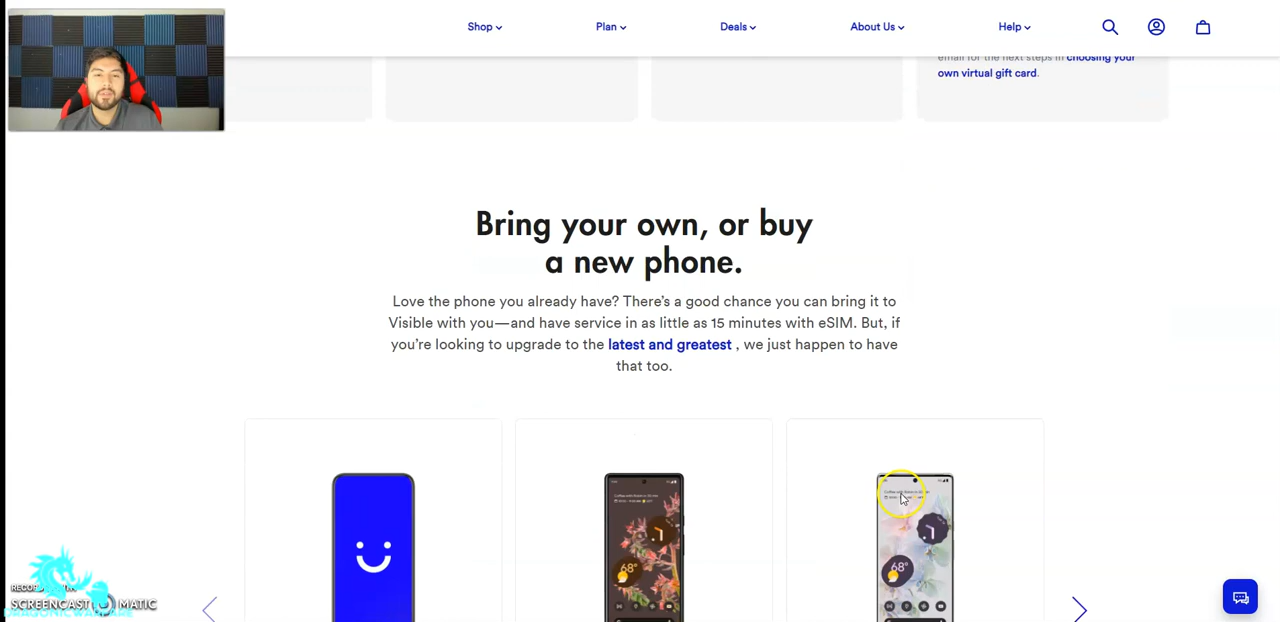 Shop
Plan
Deals
About Us
Help
email for the next steps in choosing your
own virtual gift card.
Bring your own, or buy
a new phone.
Love the phone you already have? There's a good chance you can bring it to
Visible with you—and have service in as little as 15 minutes with eSIM. But, if
you're looking to upgrade to the latest and greatest , we just happen to have
that too.
68°
68°
SCREENCAST MATIC
DRAGONICWARFARE